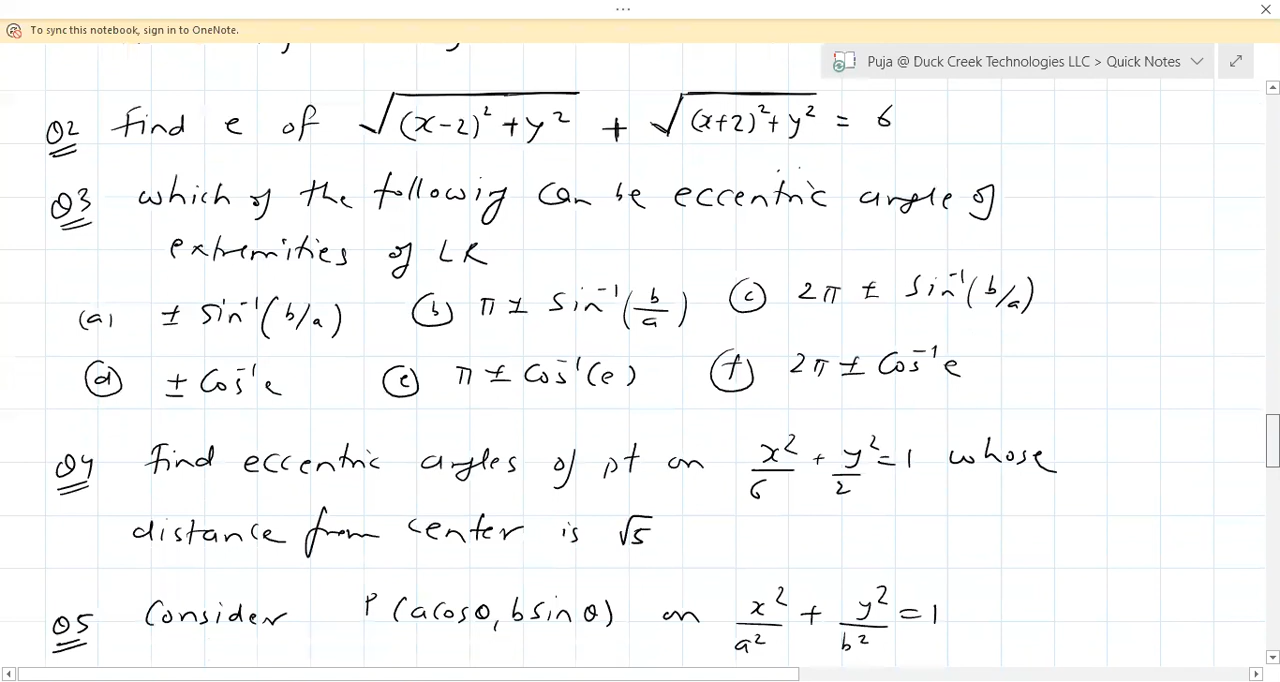 To sync this notebook, sign in to OneNote.
Puja @ Duck Creek Technologies LLC > Quick Notes
Q2 Find e of √((x-2)² + y²) + √((x+2)² + y²) = 6
Q3 which of the following can be eccentric angle of
extremities of LR
(a) ± sin⁻¹(b/a) (b) π ± sin⁻¹(b/a) (c) 2π ± sin⁻¹(b/a)
(d) ± cos⁻¹e (e) π ± cos⁻¹(e) (f) 2π ± cos⁻¹e
Q4 find eccentric angles of pt on x²/6 + y²/2 = 1 whose
distance from center is √5
Q5 Consider P(acosθ, bsinθ) on x²/a² + y²/b² = 1